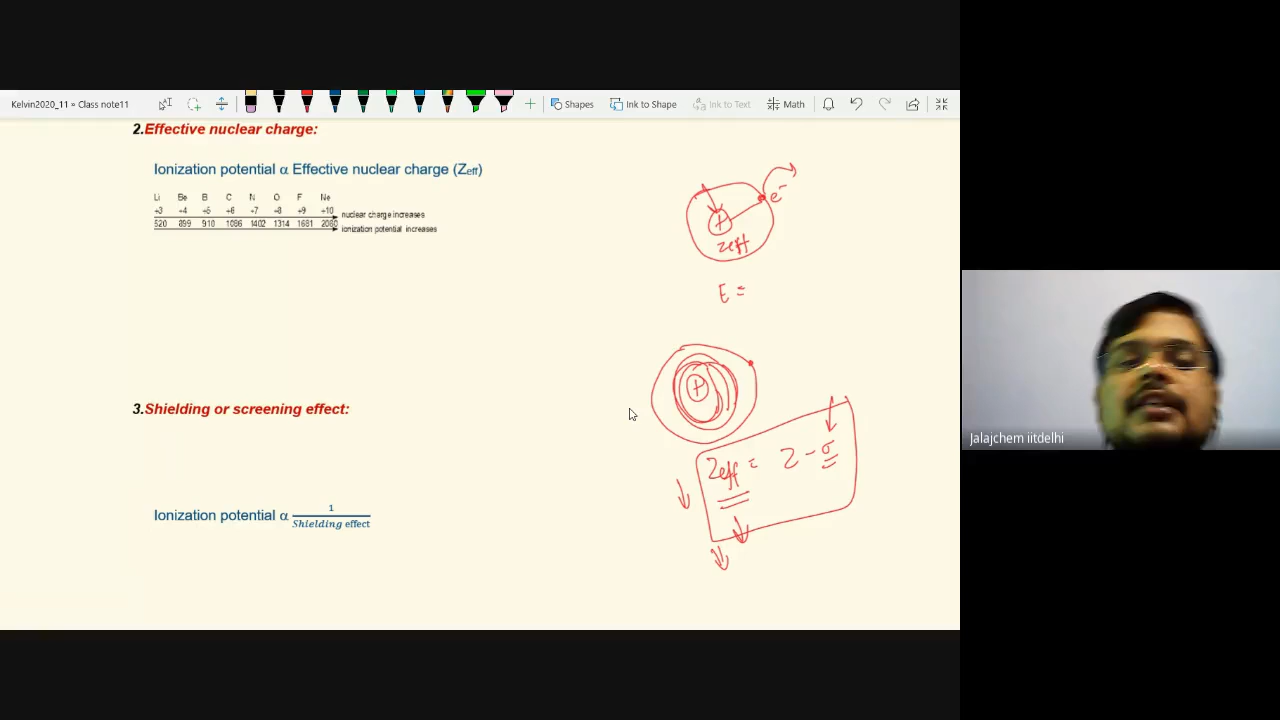 Kelvin2020_11 » Class note11
Shapes
Ink to Shape
Ink to Text
Math
2.Effective nuclear charge:
Ionization potential α Effective nuclear charge (Zeff)
Li Be B C N O F Ne
+3 +4 +5 +6 +7 +8 +9 +10 nuclear charge increases
520 899 910 1086 1402 1314 1681 2080 ionization potential increases
+
e-
zeff
E =
+
3.Shielding or screening effect:
Zeff = Z - σ
Ionization potential α 1
Shielding effect
Jalajchem iitdelhi